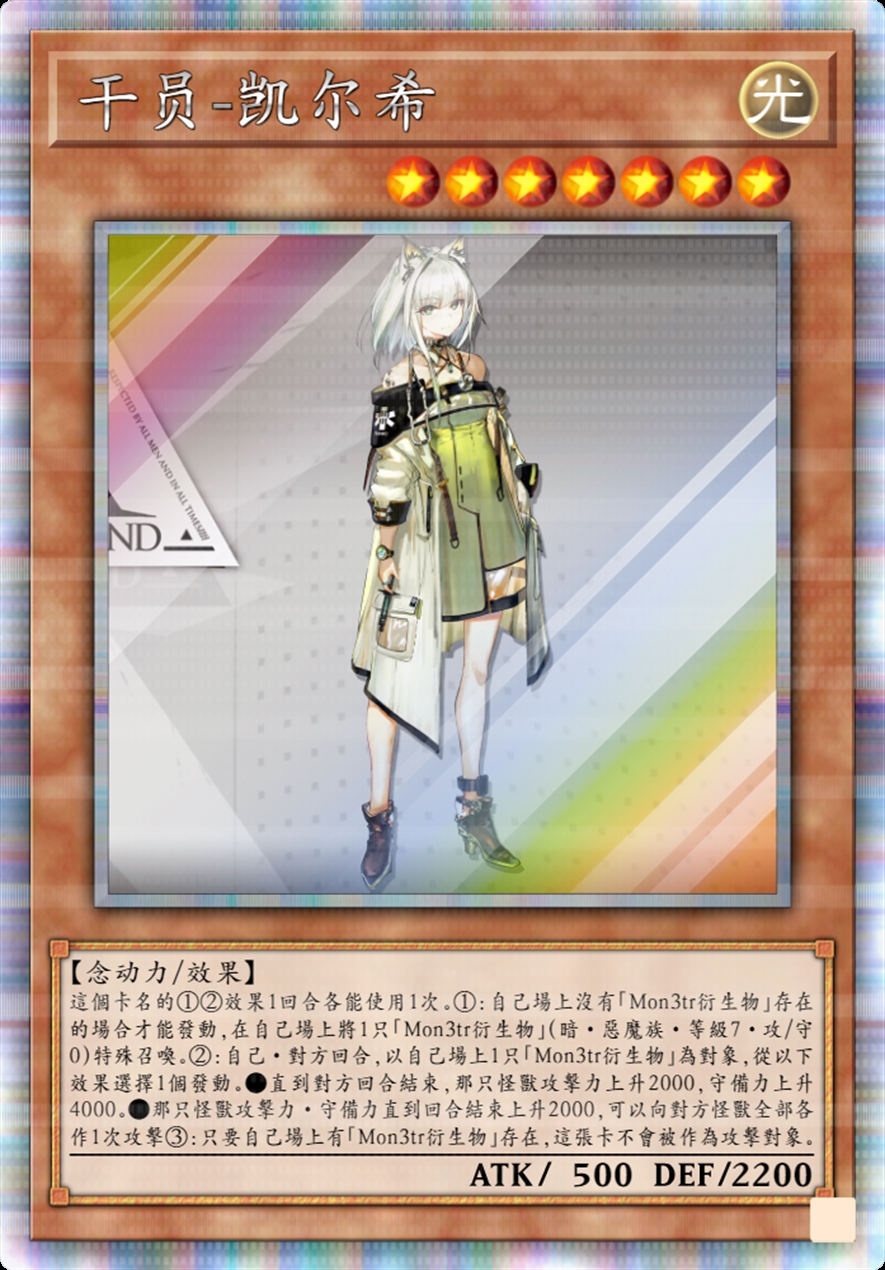 干员-凯尔希
光
RESPECTED BY ALL MEN AND IN ALL TIMES!!!!
ND
【念动力/效果】
這個卡名的①②效果1回合各能使用1次。①:自己場上沒有「Mon3tr衍生物」存在
的場合才能發動,在自己場上將1只「Mon3tr衍生物」(暗・惡魔族・等級7・攻/守
0)特殊召喚。②:自己・對方回合,以自己場上1只「Mon3tr衍生物」為對象,從以下
效果選擇1個發動。●直到對方回合結束,那只怪獸攻擊力上升2000,守備力上升
4000。●那只怪獸攻擊力・守備力直到回合結束上升2000,可以向對方怪獸全部各
作1次攻擊③:只要自己場上有「Mon3tr衍生物」存在,這張卡不會被作為攻擊對象。
ATK/ 500 DEF/2200